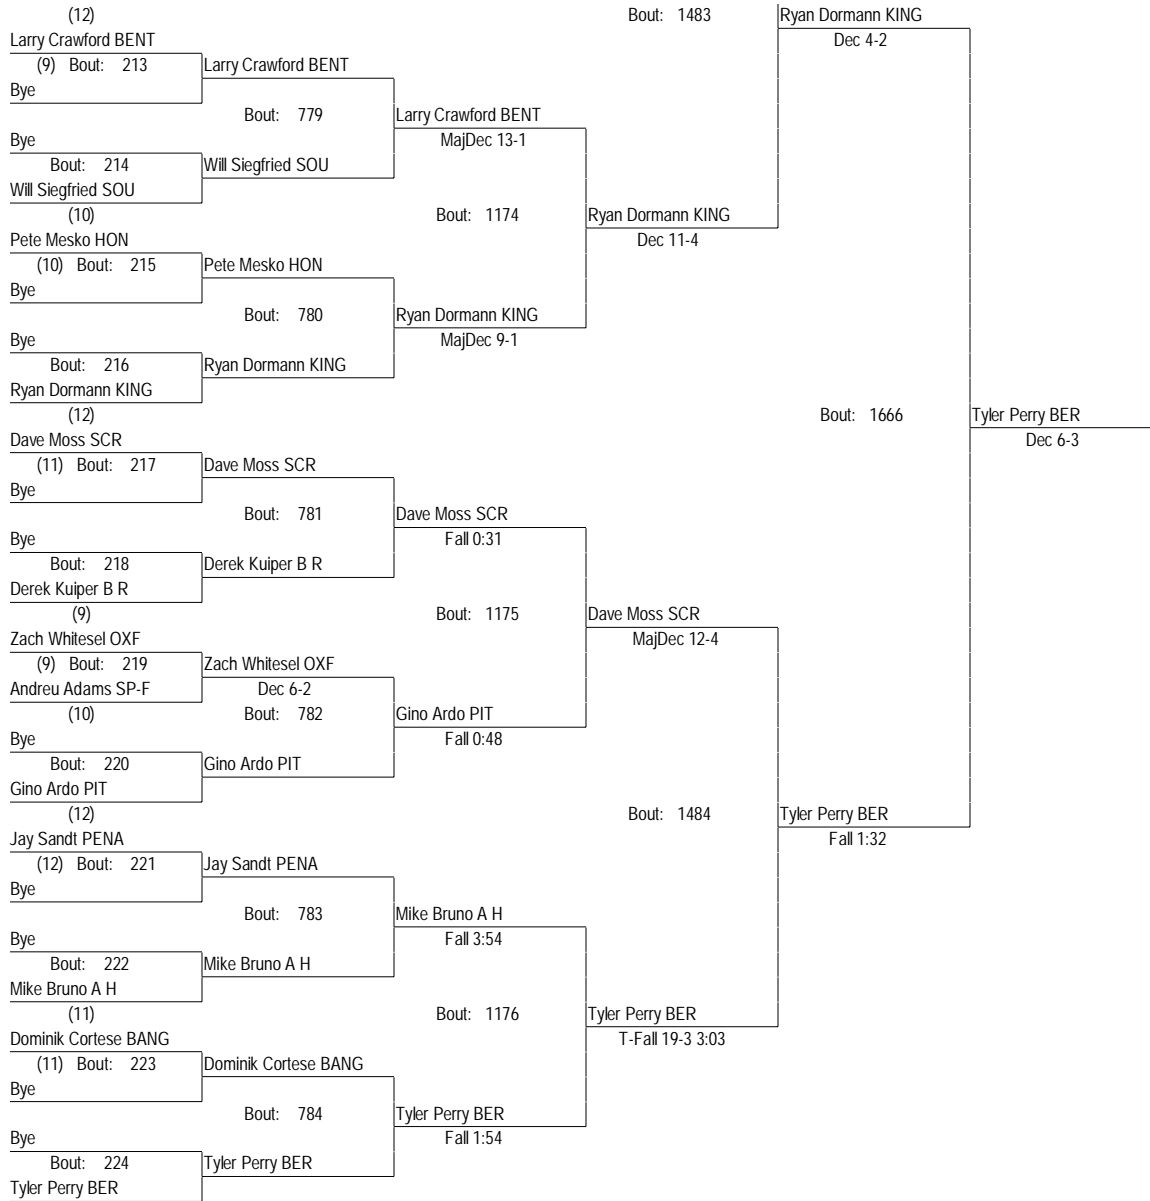 (12)
Bout: 1483
Ryan Dormann KING
Larry Crawford BENT
Dec 4-2
(9) Bout: 213
Larry Crawford BENT
Bye
Bout: 779
Larry Crawford BENT
Bye
MajDec 13-1
Bout: 214
Will Siegfried SOU
Will Siegfried SOU
(10)
Bout: 1174
Ryan Dormann KING
Pete Mesko HON
Dec 11-4
(10) Bout: 215
Pete Mesko HON
Bye
Bout: 780
Ryan Dormann KING
Bye
MajDec 9-1
Bout: 216
Ryan Dormann KING
Ryan Dormann KING
(12)
Bout: 1666
Tyler Perry BER
Dave Moss SCR
Dec 6-3
(11) Bout: 217
Dave Moss SCR
Bye
Bout: 781
Dave Moss SCR
Bye
Fall 0:31
Bout: 218
Derek Kuiper B R
Derek Kuiper B R
(9)
Bout: 1175
Dave Moss SCR
Zach Whitesel OXF
MajDec 12-4
(9) Bout: 219
Zach Whitesel OXF
Andreu Adams SP-F
Dec 6-2
(10)
Bout: 782
Gino Ardo PIT
Bye
Fall 0:48
Bout: 220
Gino Ardo PIT
Gino Ardo PIT
(12)
Bout: 1484
Tyler Perry BER
Jay Sandt PENA
Fall 1:32
(12) Bout: 221
Jay Sandt PENA
Bye
Bout: 783
Mike Bruno A H
Bye
Fall 3:54
Bout: 222
Mike Bruno A H
Mike Bruno A H
(11)
Bout: 1176
Tyler Perry BER
Dominik Cortese BANG
T-Fall 19-3 3:03
(11) Bout: 223
Dominik Cortese BANG
Bye
Bout: 784
Tyler Perry BER
Bye
Fall 1:54
Bout: 224
Tyler Perry BER
Tyler Perry BER